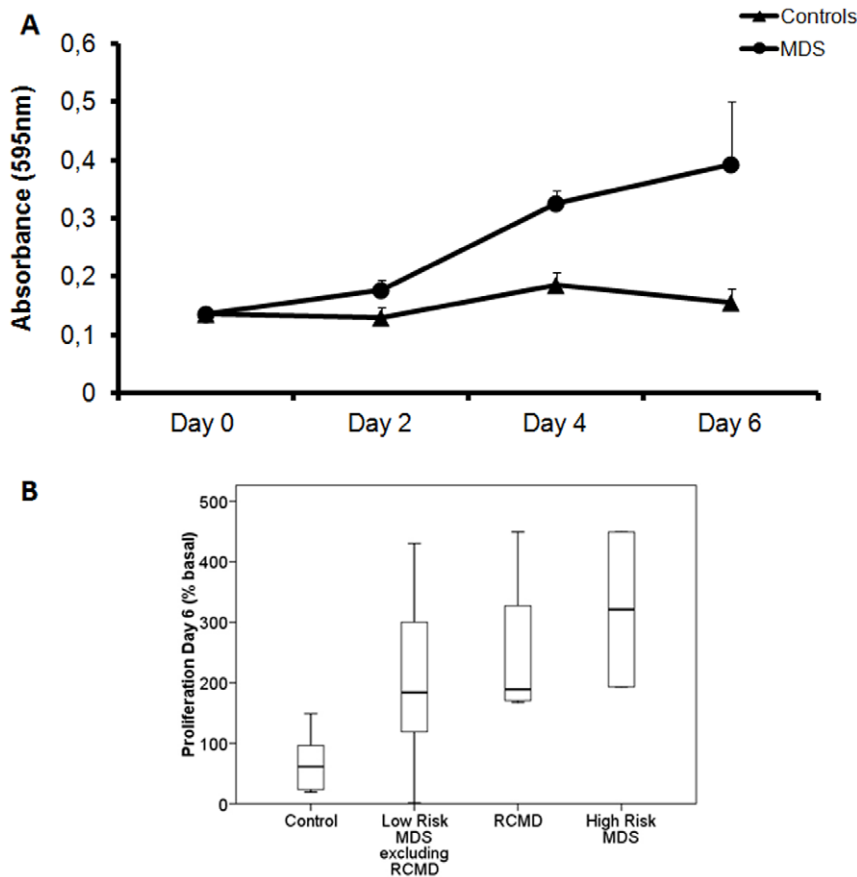 A
Controls
MDS
Absorbance (595nm)
0,6
0,5
0,4
0,3
0,2
0,1
0
Day 0
Day 2
Day 4
Day 6
B
Proliferation Day 6 (% basal)
500
400
300
200
100
0
Control
Low Risk
MDS
excluding
RCMD
RCMD
High Risk
MDS